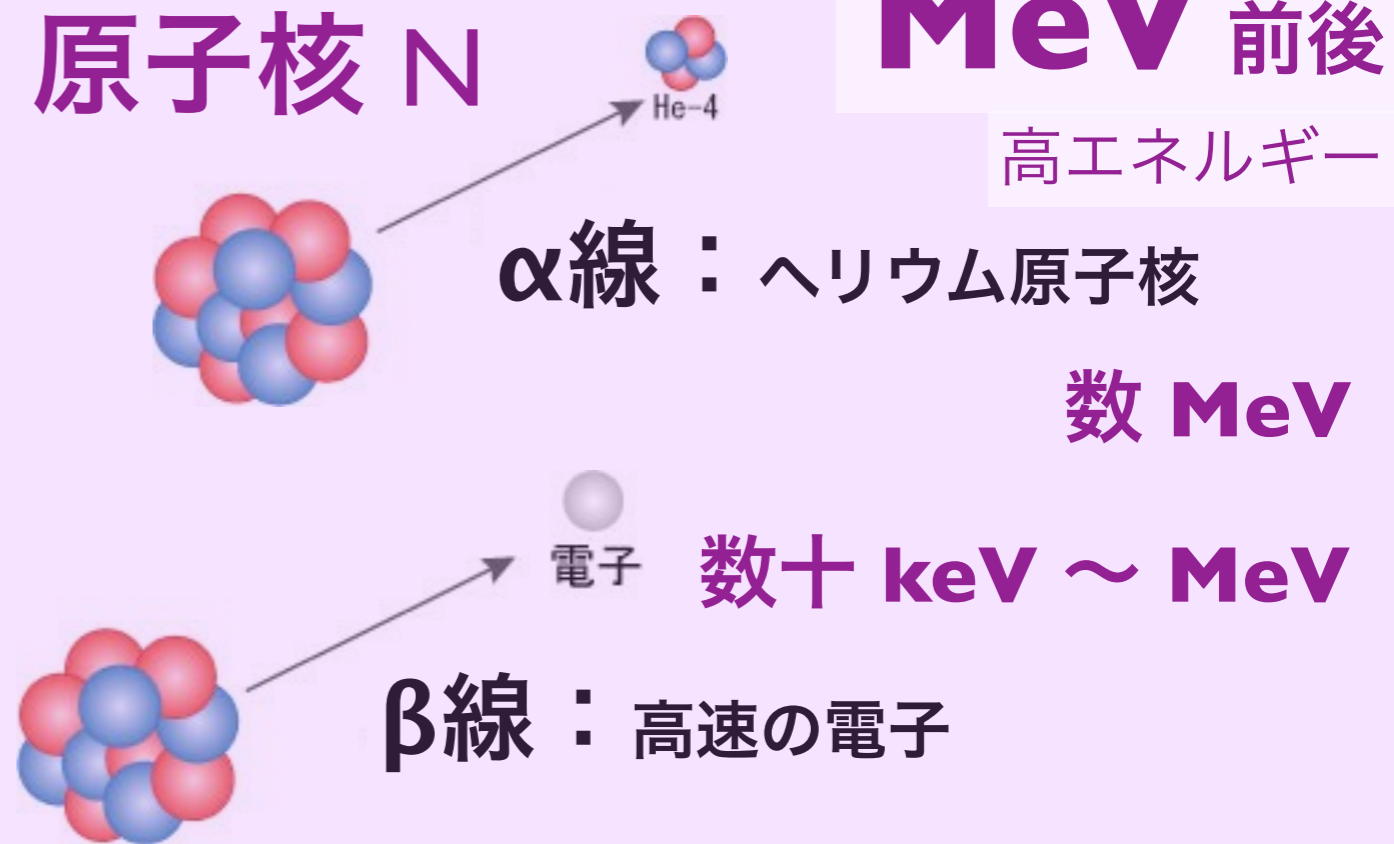 原子核 N
MeV 前後
He-4
高エネルギー
α線：ヘリウム原子核
数 MeV
電子
数十 keV 〜 MeV
β線：高速の電子